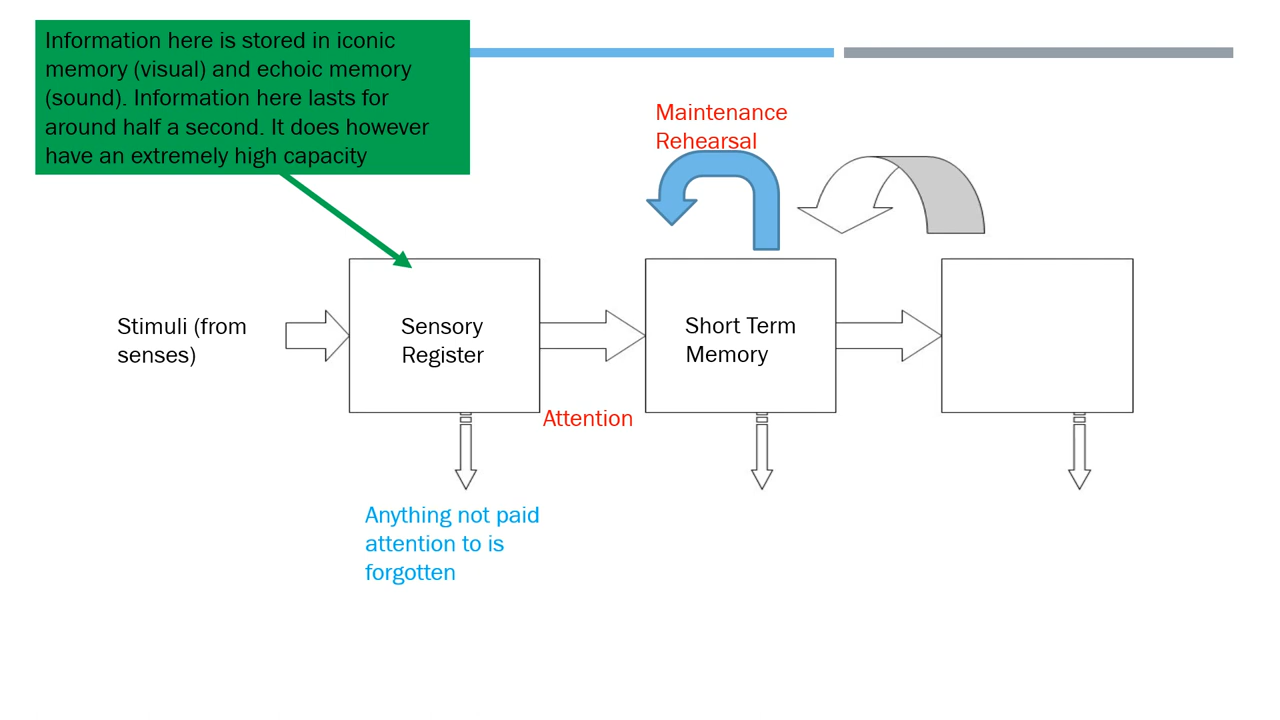 Information here is stored in iconic
memory (visual) and echoic memory
(sound). Information here lasts for
around half a second. It does however
have an extremely high capacity
Maintenance
Rehearsal
Stimuli (from
senses)
Sensory
Register
Short Term
Memory
Attention
Anything not paid
attention to is
forgotten